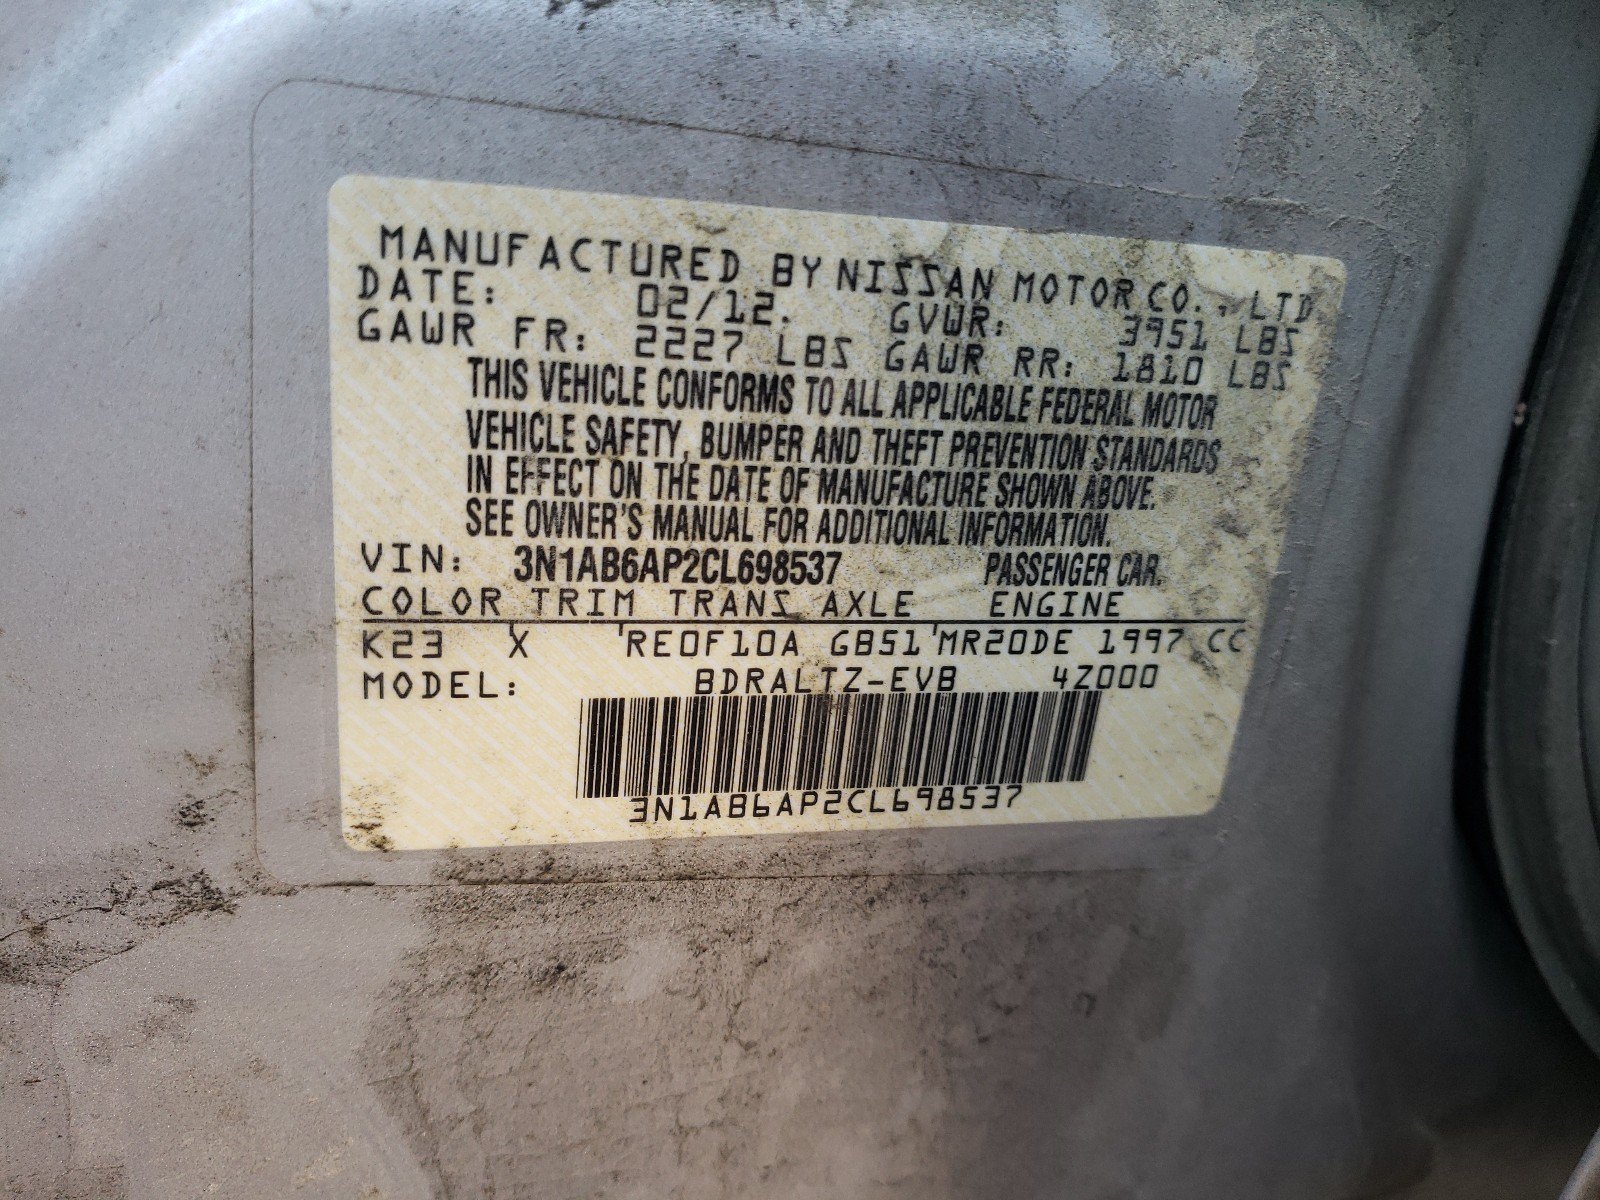 MANUFACTURED BY NISSAN MOTOR CO., LTD
DATE: 02/12. GVWR: 3951 LBS
GAWR FR: 2227 LBS GAWR RR: 1810 LBS
THIS VEHICLE CONFORMS TO ALL APPLICABLE FEDERAL MOTOR
VEHICLE SAFETY, BUMPER AND THEFT PREVENTION STANDARDS
IN EFFECT ON THE DATE OF MANUFACTURE SHOWN ABOVE.
SEE OWNER'S MANUAL FOR ADDITIONAL INFORMATION.
VIN: 3N1AB6AP2CL698537 PASSENGER CAR.
COLOR TRIM TRANS AXLE ENGINE
K23 X RE0F10A GB51 MR20DE 1997 CC
MODEL: BDRALTZ-EVB 4Z000
3N1AB6AP2CL698537